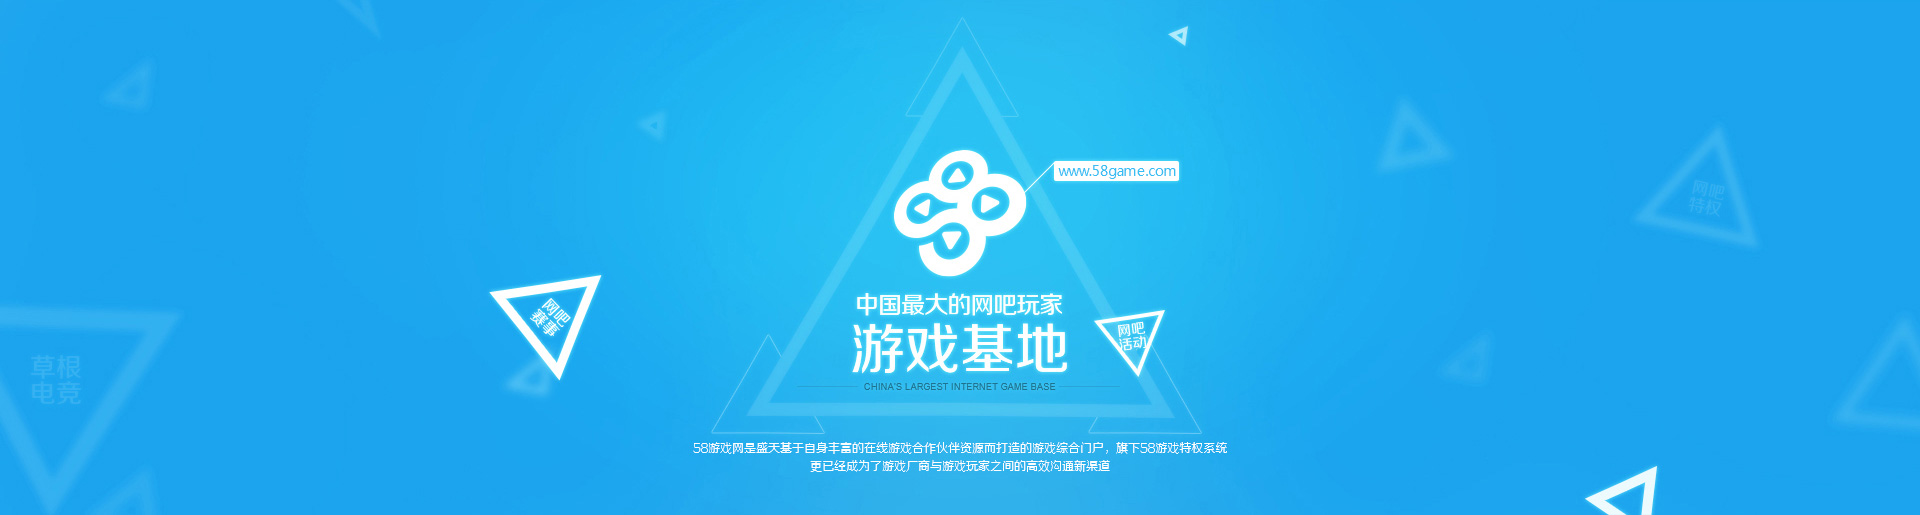 www.58game.com
网吧
特权
网吧
赛事
中国最大的网吧玩家
游戏基地
网吧
活动
草根
电竞
CHINA'S LARGEST INTERNET GAME BASE
58游戏网是盛天基于自身丰富的在线游戏合作伙伴资源而打造的游戏综合门户，旗下58游戏特权系统
更已经成为了游戏厂商与游戏玩家之间的高效沟通新渠道